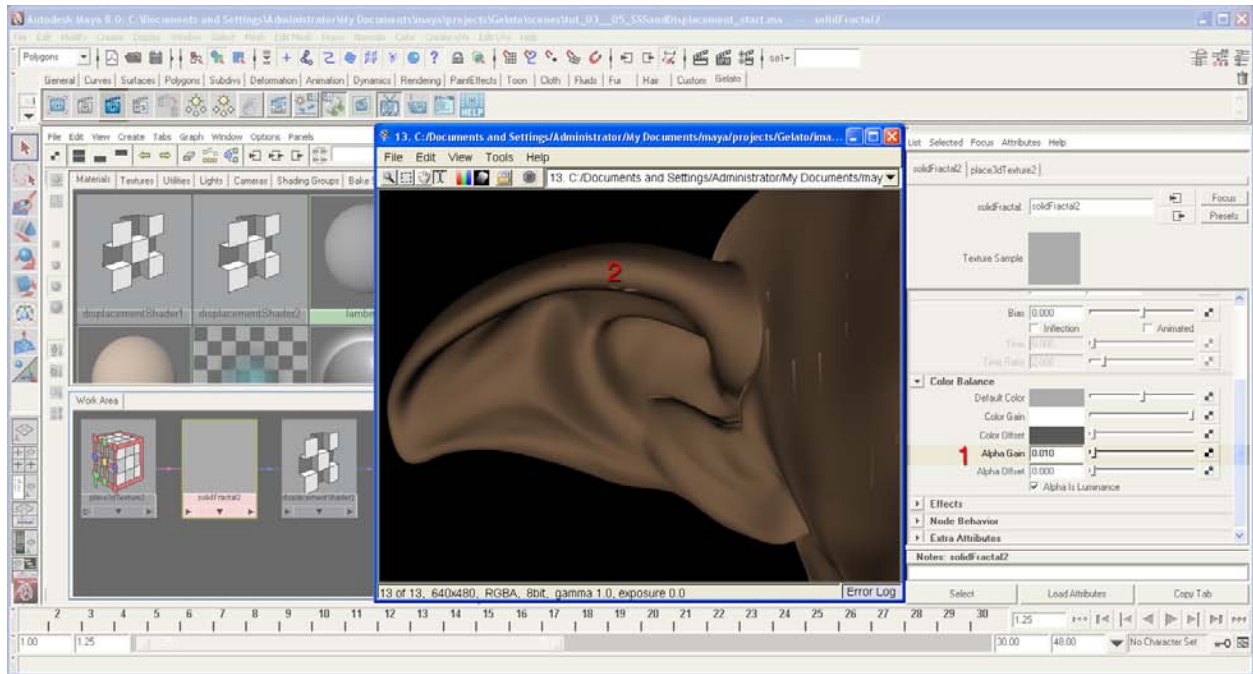 Autodesk Maya 8.0: C:\Documents and Settings\Administrator\My Documents\maya\projects\Gelato\scenes\tut_03__05_SSSandDisplacement_start.ma --- solidFractal2
Polygons
sel-
General Curves Surfaces Polygons Subdivs Deformation Animation Dynamics Rendering PaintEffects Toon Cloth Fluids Fur Hair Custom Gelato
HELP
File Edit View Create Tabs Graph Window Options Panels
Materials Textures Utilities Lights Cameras Shading Groups Bake S
displacementShader1 displacementShader2 lambe
Work Area
place3dTexture2 solidFractal2 displacementShader2
13. C:/Documents and Settings/Administrator/My Documents/maya/projects/Gelato/ima...
File Edit View Tools Help
13. C:/Documents and Settings/Administrator/My Documents/may
2
13 of 13, 640x480, RGBA, 8bit, gamma 1.0, exposure 0.0
Error Log
List Selected Focus Attributes Help
solidFractal2 place3dTexture2
solidFractal: solidFractal2
Focus
Presets
Texture Sample
Bias 0.000
Inflection Animated
Time 0.000
Time Ratio 2.000
Color Balance
Default Color
Color Gain
Color Offset
1 Alpha Gain 0.010
Alpha Offset 0.000
Alpha Is Luminance
Effects
Node Behavior
Extra Attributes
Notes: solidFractal2
Select Load Attributes Copy Tab
2 3 4 5 6 7 8 9 10 11 12 13 14 15 16 17 18 19 20 21 22 23 24 25 26 27 28 29 30
1.25
1.00 1.25 30.00 48.00 No Character Set